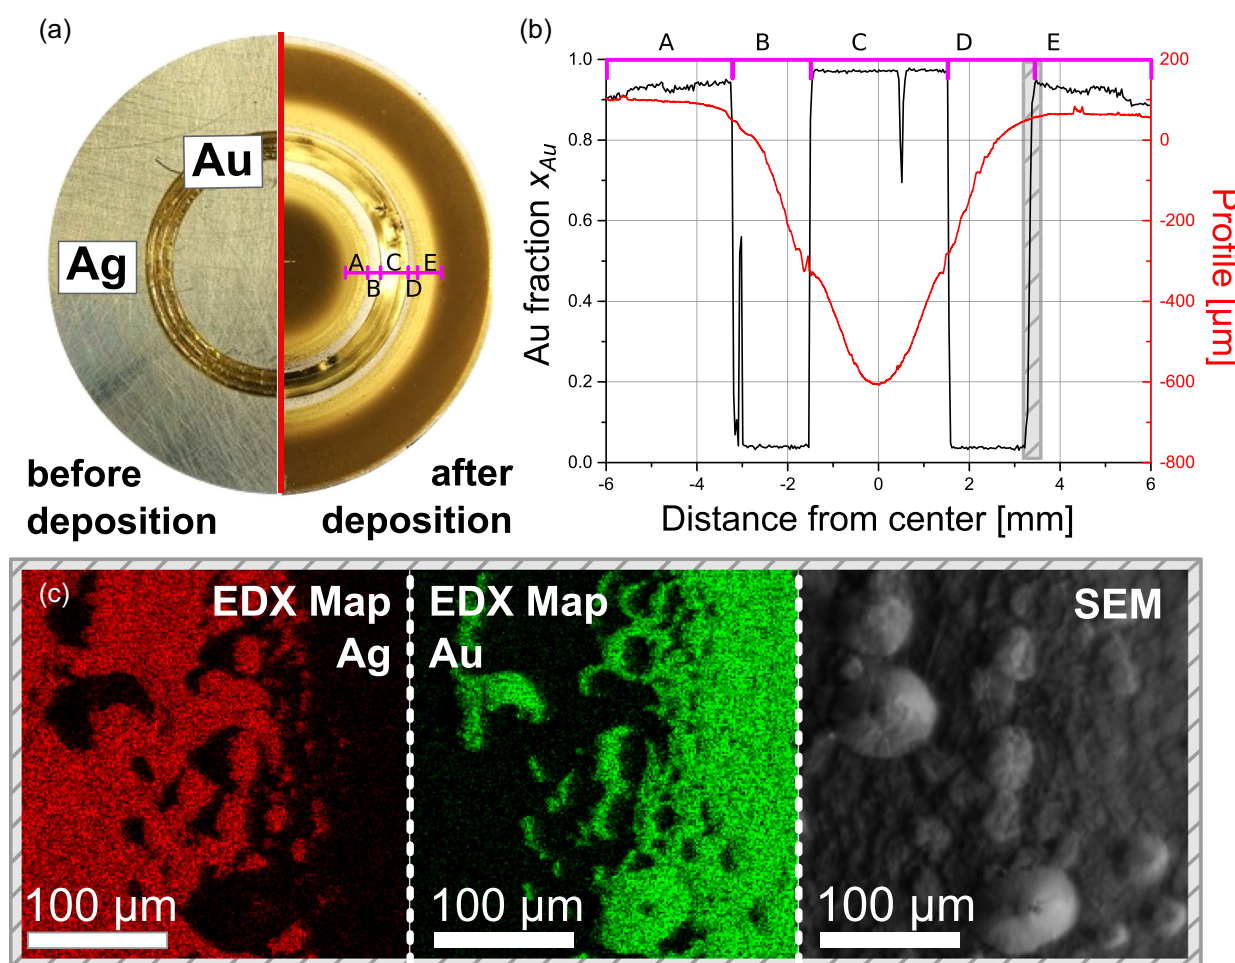 (a)
Au
Ag
A C E
B D
before
deposition
after
deposition
(b)
A B C D E
1.0
0.8
0.6
0.4
0.2
0.0
Au fraction xAu
-6 -4 -2 0 2 4 6
Distance from center [mm]
200
0
-200
-400
-600
-800
Profile [µm]
(c)
EDX Map
Ag
100 µm
EDX Map
Au
100 µm
SEM
100 µm